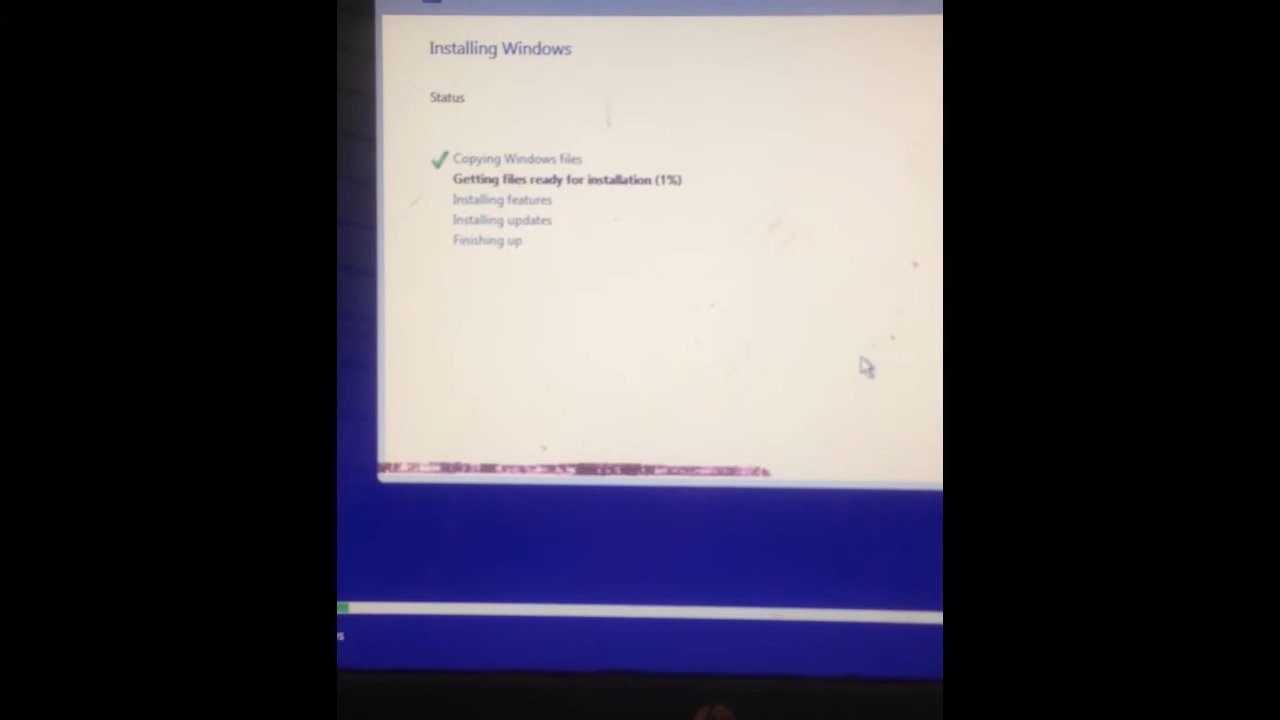 Installing Windows
Status
Copying Windows files
Getting files ready for installation (1%)
Installing features
Installing updates
Finishing up